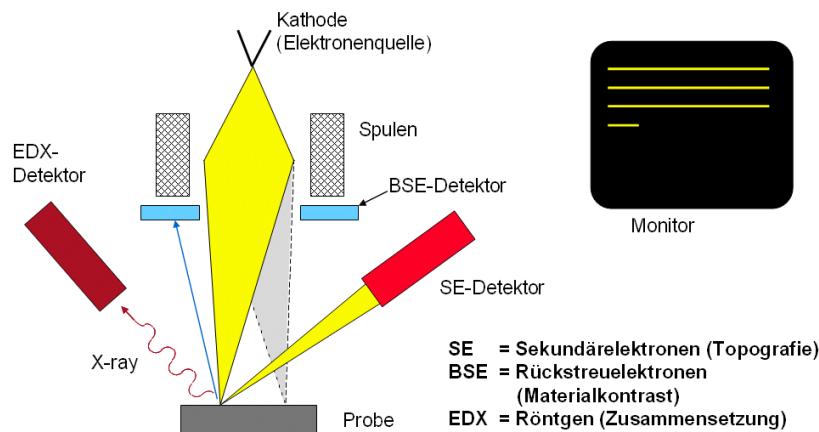 Kathode
(Elektronenquelle)
Spulen
EDX-
Detektor
BSE-Detektor
Monitor
SE-Detektor
X-ray
Probe
SE = Sekundärelektronen (Topografie)
BSE = Rückstreuelektronen
(Materialkontrast)
EDX = Röntgen (Zusammensetzung)